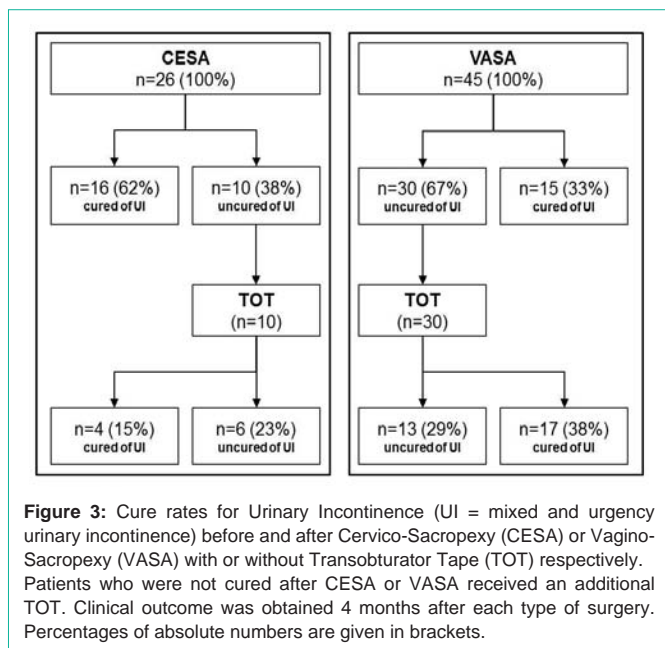 CESA
n=26 (100%)
VASA
n=45 (100%)
n=16 (62%)
cured of UI
n=10 (38%)
uncured of UI
n=30 (67%)
uncured of UI
n=15 (33%)
cured of UI
TOT
(n=10)
TOT
(n=30)
n=4 (15%)
cured of UI
n=6 (23%)
uncured of UI
n=13 (29%)
uncured of UI
n=17 (38%)
cured of UI
Figure 3: Cure rates for Urinary Incontinence (UI = mixed and urgency
urinary incontinence) before and after Cervico-Sacropexy (CESA) or Vagino-
Sacropexy (VASA) with or without Transobturator Tape (TOT) respectively.
Patients who were not cured after CESA or VASA received an additional
TOT. Clinical outcome was obtained 4 months after each type of surgery.
Percentages of absolute numbers are given in brackets.